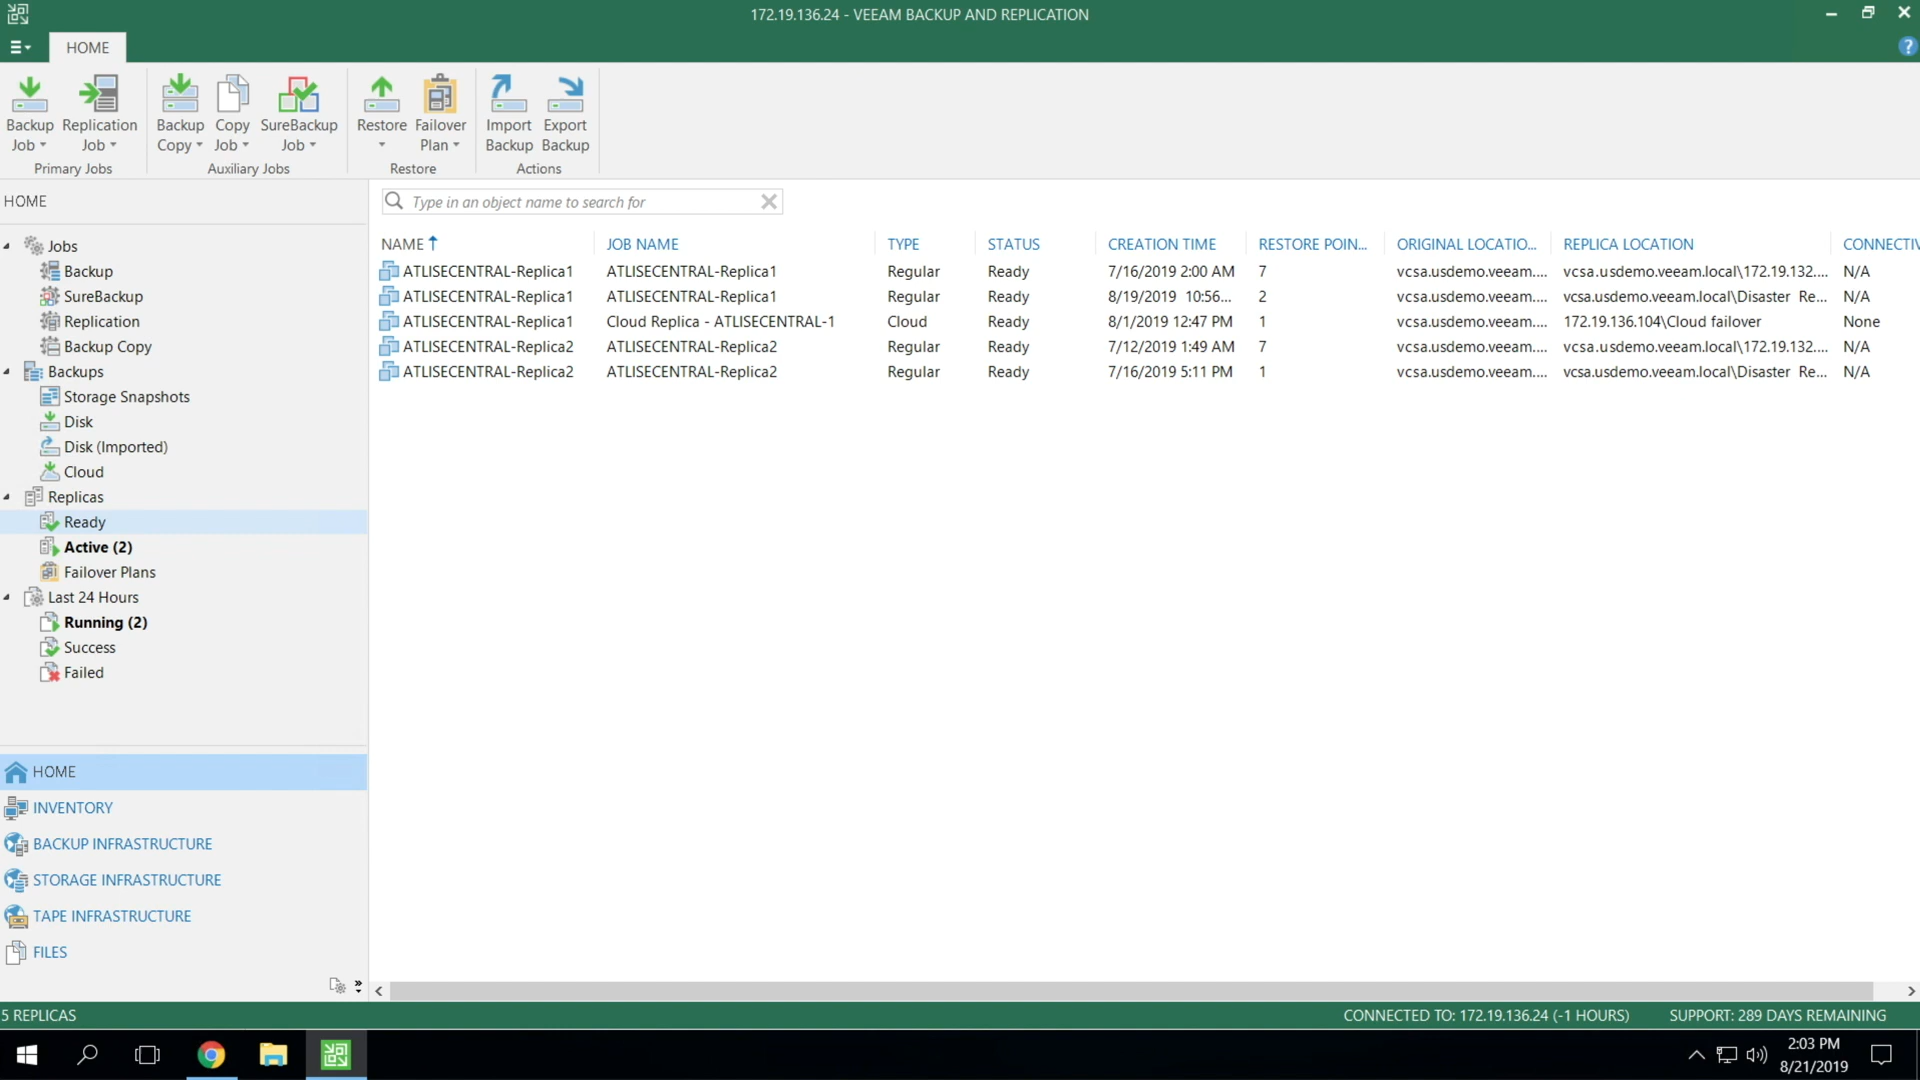 172.19.136.24 - VEEAM BACKUP AND REPLICATION
HOME
?
Backup Job
Replication Job
Primary Jobs
Backup Copy
Copy Job
SureBackup Job
Auxiliary Jobs
Restore
Failover Plan
Restore
Import Backup
Export Backup
Actions
HOME
Jobs
Backup
SureBackup
Replication
Backup Copy
Backups
Storage Snapshots
Disk
Disk (Imported)
Cloud
Replicas
Ready
Active (2)
Failover Plans
Last 24 Hours
Running (2)
Success
Failed
HOME
INVENTORY
BACKUP INFRASTRUCTURE
STORAGE INFRASTRUCTURE
TAPE INFRASTRUCTURE
FILES
Type in an object name to search for
NAME JOB NAME TYPE STATUS CREATION TIME RESTORE POIN... ORIGINAL LOCATIO... REPLICA LOCATION CONNECTIV
ATLISECENTRAL-Replica1 ATLISECENTRAL-Replica1 Regular Ready 7/16/2019 2:00 AM 7 vcsa.usdemo.veeam.... vcsa.usdemo.veeam.local\172.19.132.... N/A
ATLISECENTRAL-Replica1 ATLISECENTRAL-Replica1 Regular Ready 8/19/2019 10:56... 2 vcsa.usdemo.veeam.... vcsa.usdemo.veeam.local\Disaster Re... N/A
ATLISECENTRAL-Replica1 Cloud Replica - ATLISECENTRAL-1 Cloud Ready 8/1/2019 12:47 PM 1 vcsa.usdemo.veeam.... 172.19.136.104\Cloud failover None
ATLISECENTRAL-Replica2 ATLISECENTRAL-Replica2 Regular Ready 7/12/2019 1:49 AM 7 vcsa.usdemo.veeam.... vcsa.usdemo.veeam.local\172.19.132.... N/A
ATLISECENTRAL-Replica2 ATLISECENTRAL-Replica2 Regular Ready 7/16/2019 5:11 PM 1 vcsa.usdemo.veeam.... vcsa.usdemo.veeam.local\Disaster Re... N/A
5 REPLICAS
CONNECTED TO: 172.19.136.24 (-1 HOURS) SUPPORT: 289 DAYS REMAINING
2:03 PM
8/21/2019